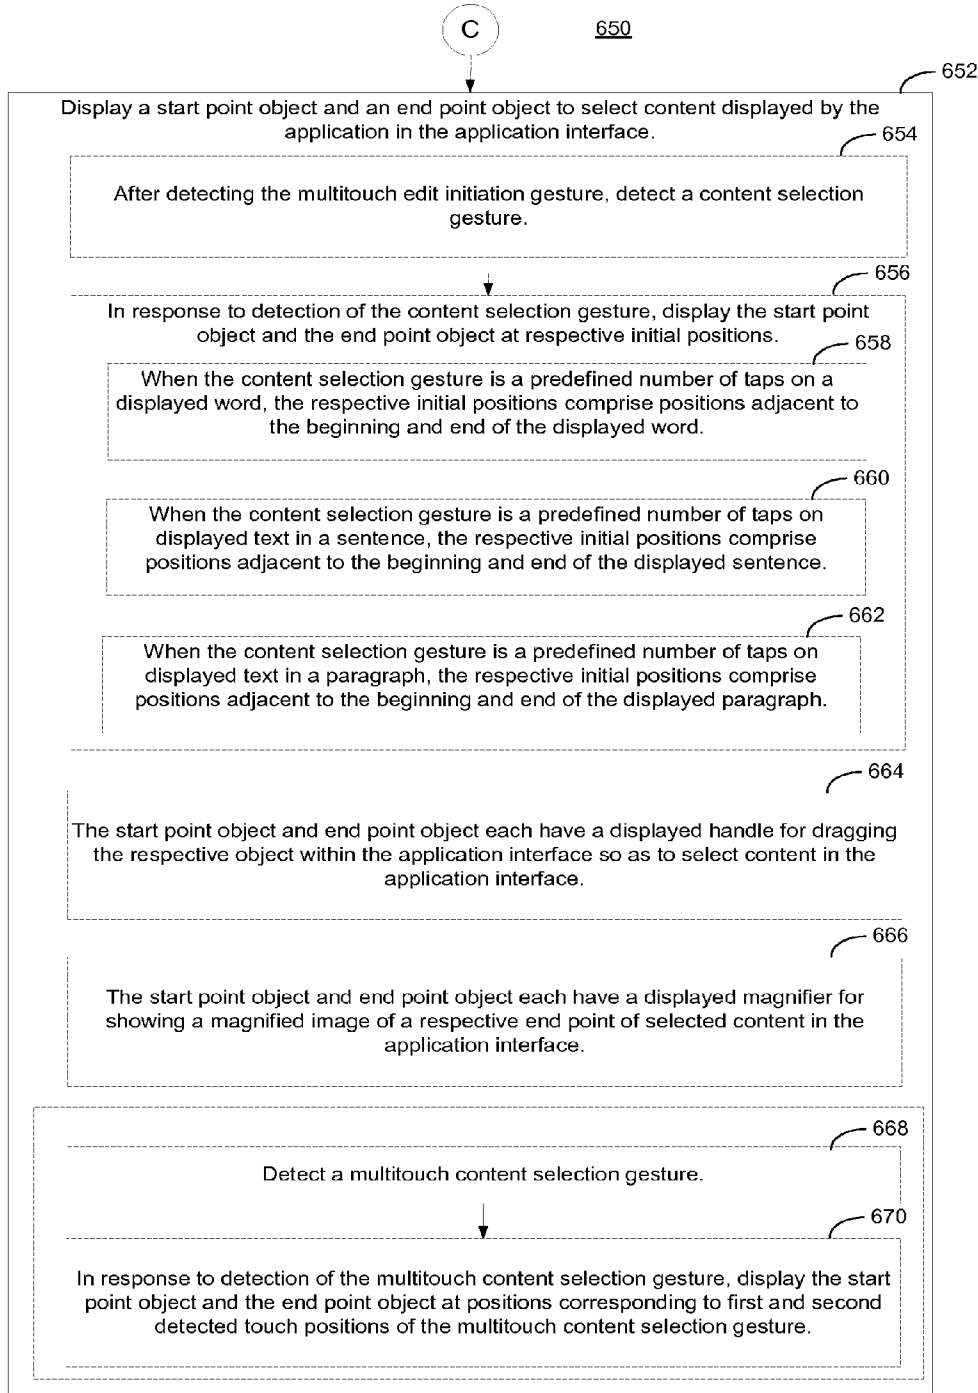 C
650
652
Display a start point object and an end point object to select content displayed by the
application in the application interface.
654
After detecting the multitouch edit initiation gesture, detect a content selection
gesture.
656
In response to detection of the content selection gesture, display the start point
object and the end point object at respective initial positions.
658
When the content selection gesture is a predefined number of taps on a
displayed word, the respective initial positions comprise positions adjacent to
the beginning and end of the displayed word.
660
When the content selection gesture is a predefined number of taps on
displayed text in a sentence, the respective initial positions comprise
positions adjacent to the beginning and end of the displayed sentence.
662
When the content selection gesture is a predefined number of taps on
displayed text in a paragraph, the respective initial positions comprise
positions adjacent to the beginning and end of the displayed paragraph.
664
The start point object and end point object each have a displayed handle for dragging
the respective object within the application interface so as to select content in the
application interface.
666
The start point object and end point object each have a displayed magnifier for
showing a magnified image of a respective end point of selected content in the
application interface.
668
Detect a multitouch content selection gesture.
670
In response to detection of the multitouch content selection gesture, display the start
point object and the end point object at positions corresponding to first and second
detected touch positions of the multitouch content selection gesture.